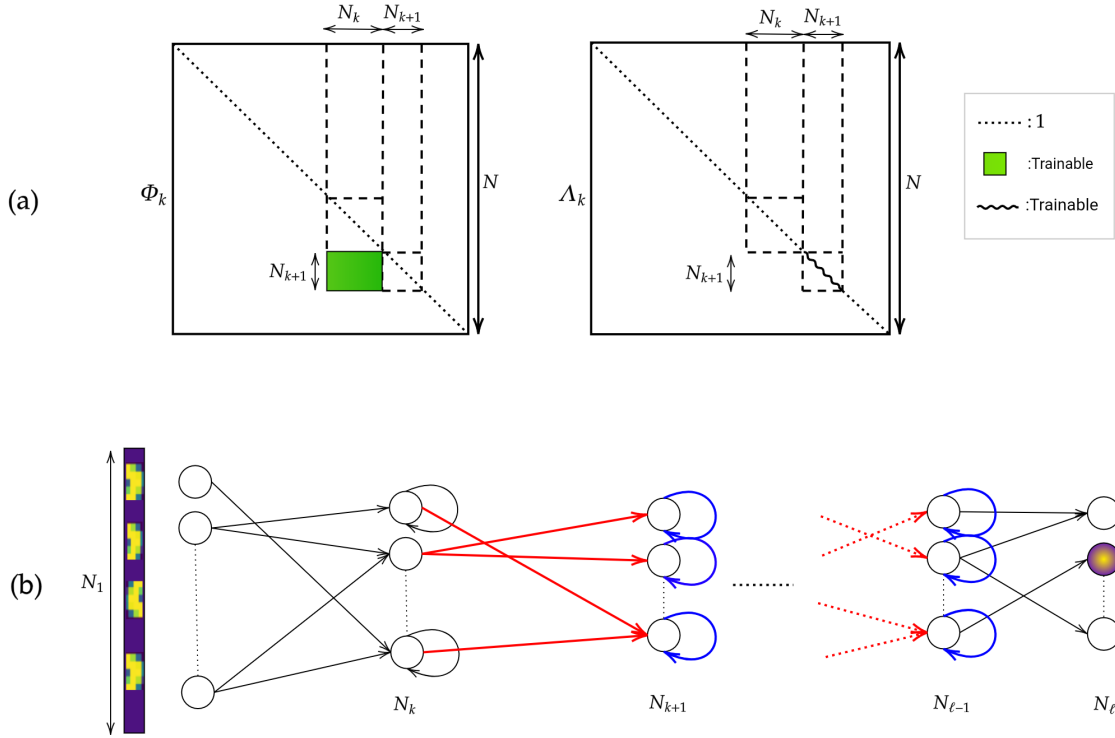 N_k N_{k+1}
N_k N_{k+1}
: 1
:Trainable
:Trainable
(a)
Φ_k
N
N_{k+1}
Λ_k
N
N_{k+1}
(b)
N_1
N_k
N_{k+1}
N_{ℓ−1}
N_ℓ